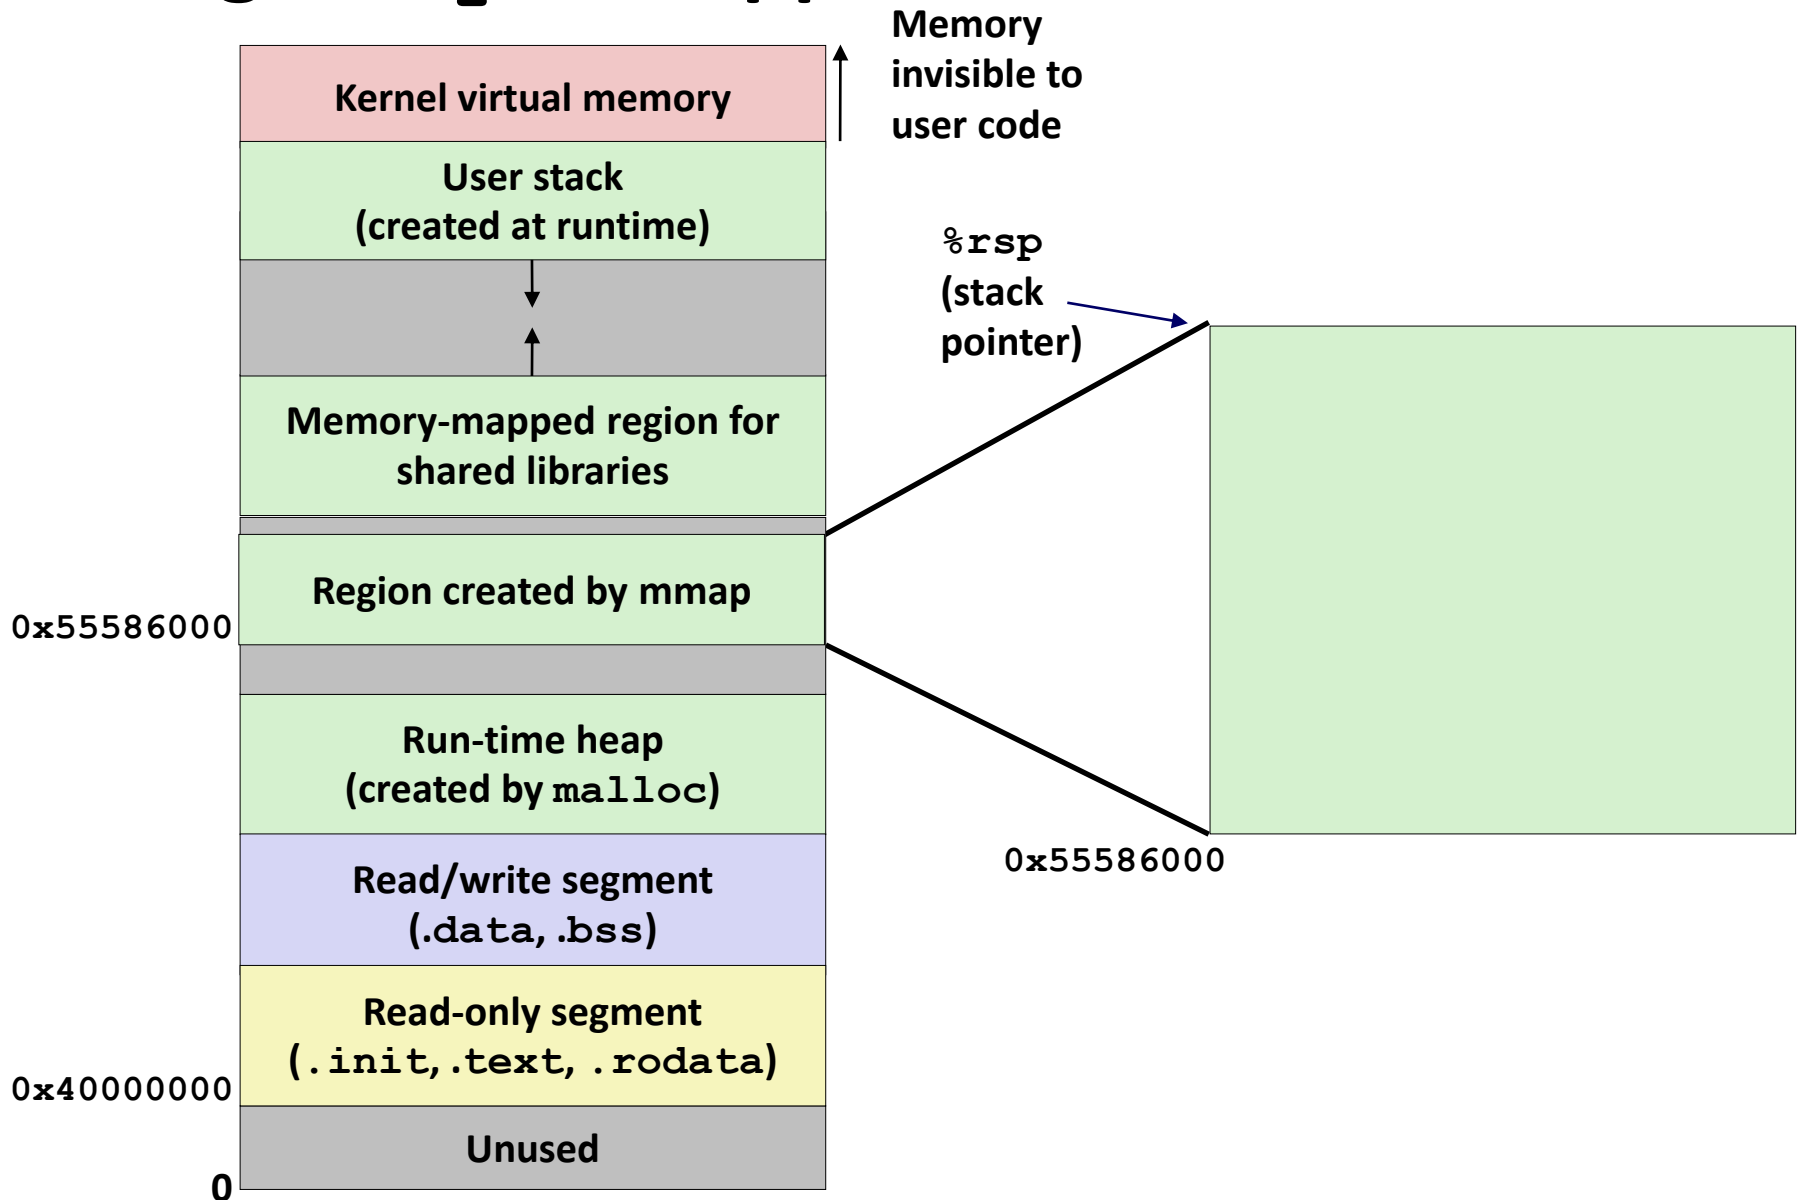 Memory
invisible to
user code
Kernel virtual memory
User stack
(created at runtime)
%rsp
(stack
pointer)
Memory-mapped region for
shared libraries
Region created by mmap
0x55586000
Run-time heap
(created by malloc)
0x55586000
Read/write segment
(.data, .bss)
Read-only segment
(.init, .text, .rodata)
0x40000000
Unused
0